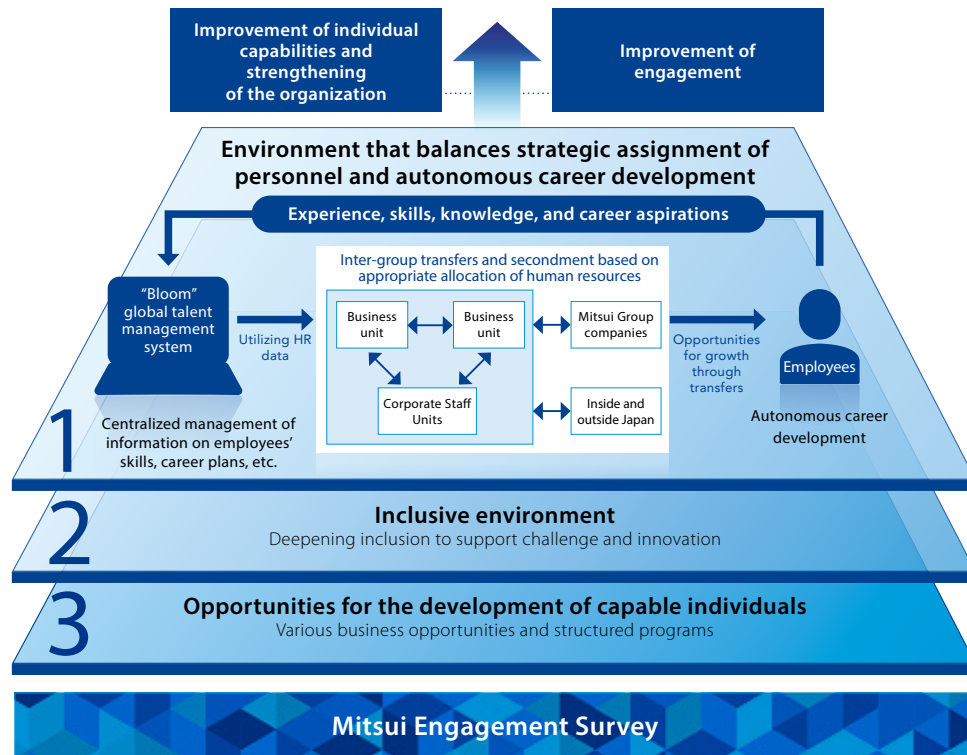 Improvement of individual
capabilities and
strengthening
of the organization
Improvement of
engagement
Environment that balances strategic assignment of
personnel and autonomous career development
Experience, skills, knowledge, and career aspirations
“Bloom”
global talent
management
system
Utilizing HR
data
Inter-group transfers and secondment based on
appropriate allocation of human resources
Business
unit
Business
unit
Mitsui Group
companies
Corporate Staff
Units
Inside and
outside Japan
Opportunities
for growth
through
transfers
Employees
1
Centralized management of
information on employees’
skills, career plans, etc.
Autonomous career
development
2
Inclusive environment
Deepening inclusion to support challenge and innovation
3
Opportunities for the development of capable individuals
Various business opportunities and structured programs
Mitsui Engagement Survey